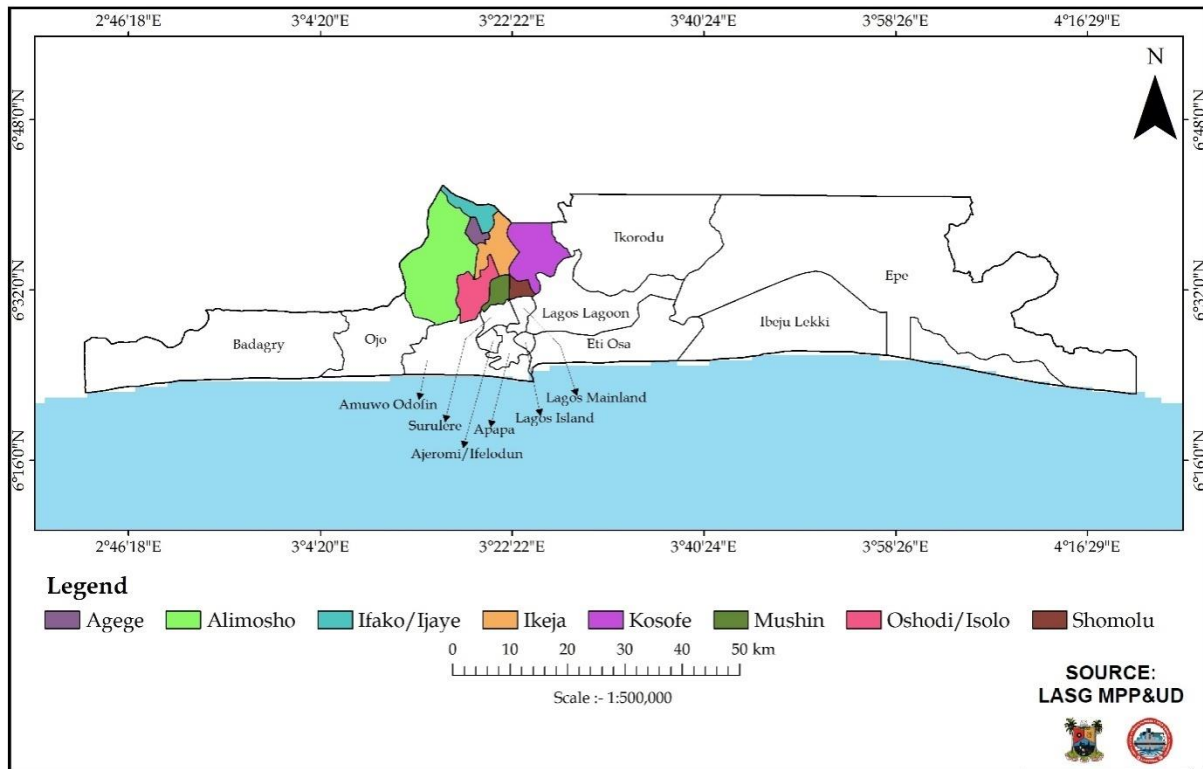 2°46'18"E 3°4'20"E 3°22'22"E 3°40'24"E 3°58'26"E 4°16'29"E
N
6°48'0"N
6°48'0"N
Ikorodu
Epe
6°32'0"N
6°32'0"N
Lagos Lagoon
Ibeju Lekki
Badagry
Ojo
Eti Osa
Amuwo Odofin
Lagos Mainland
Surulere
Lagos Island
Apapa
Ajeromi/Ifelodun
6°16'0"N
6°16'0"N
2°46'18"E 3°4'20"E 3°22'22"E 3°40'24"E 3°58'26"E 4°16'29"E
Legend
Agege Alimosho Ifako/Ijaye Ikeja Kosofe Mushin Oshodi/Isolo Shomolu
0 10 20 30 40 50 km
Scale :- 1:500,000
SOURCE:
LASG MPP&UD